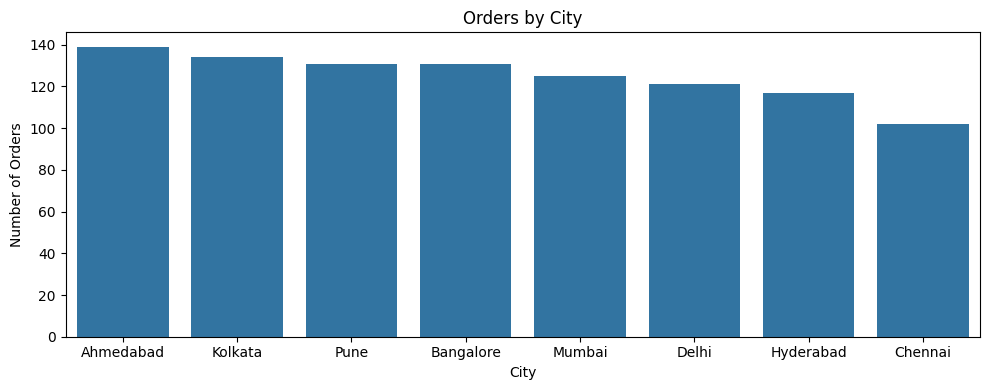 Orders by City
Number of Orders
140
120
100
80
60
40
20
0
Ahmedabad Kolkata Pune Bangalore Mumbai Delhi Hyderabad Chennai
City